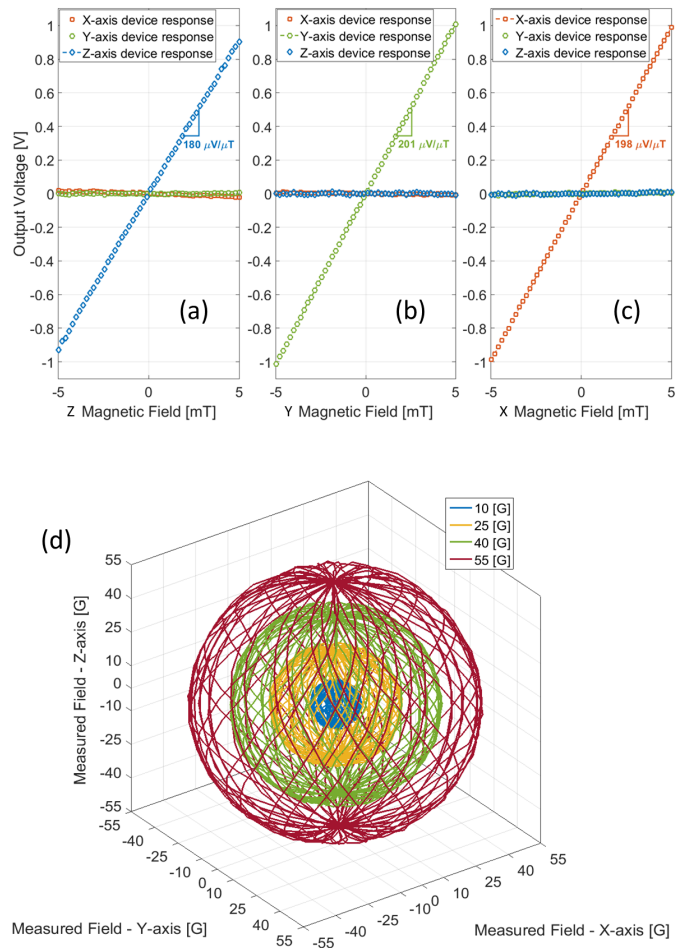 X-axis device response
Y-axis device response
Z-axis device response
X-axis device response
Y-axis device response
Z-axis device response
X-axis device response
Y-axis device response
Z-axis device response
1
0.8
0.6
0.4
0.2
0
-0.2
-0.4
-0.6
-0.8
-1
Output Voltage [V]
180 μV/μT
201 μV/μT
198 μV/μT
(a)
(b)
(c)
-5 0 5
-5 0 5
-5 0 5
Z Magnetic Field [mT]
Y Magnetic Field [mT]
X Magnetic Field [mT]
(d)
10 [G]
25 [G]
40 [G]
55 [G]
55
40
25
10
0
-10
-25
-40
-55
Measured Field - Z-axis [G]
-55
-40
-25
-10
0
10
25
40
55
Measured Field - Y-axis [G]
-55
-40
-25
-10
0
10
25
40
55
Measured Field - X-axis [G]